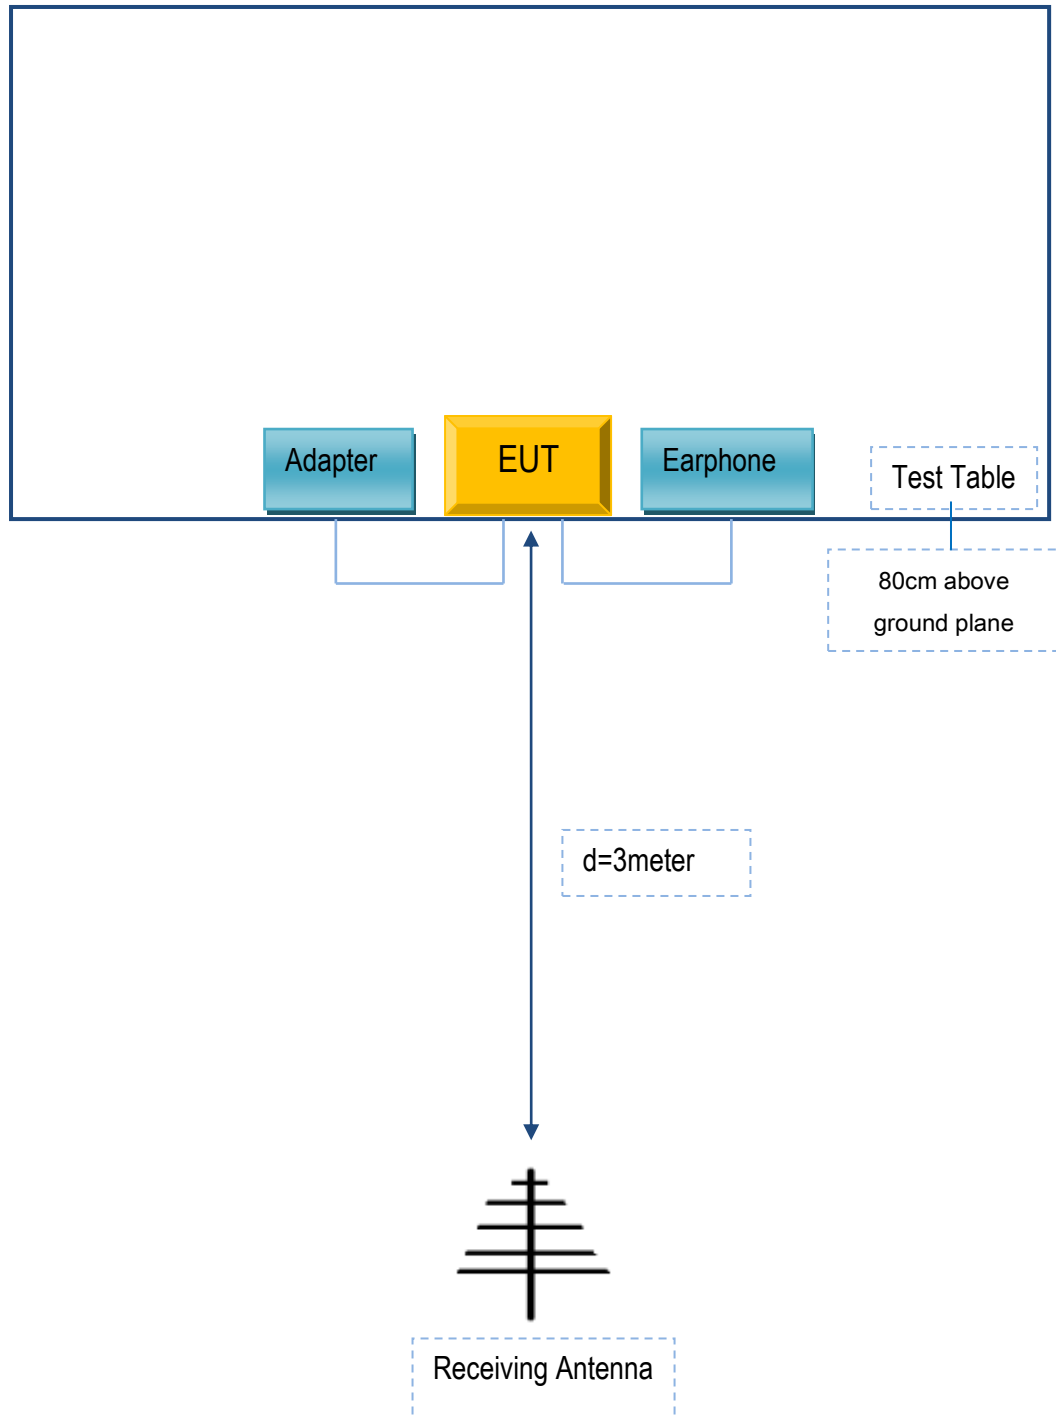 Adapter
EUT
Earphone
Test Table
80cm above
ground plane
d=3meter
Receiving Antenna